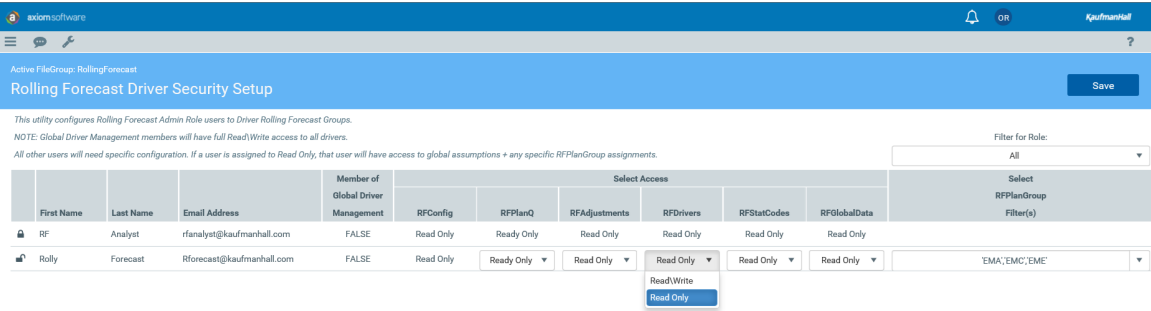 axiomsoftware
OR
KaufmanHall
?
Active FileGroup: RollingForecast
Rolling Forecast Driver Security Setup
Save
This utility configures Rolling Forecast Admin Role users to Driver Rolling Forecast Groups.
NOTE: Global Driver Management members will have full Read\Write access to all drivers.
Filter for Role:
All other users will need specific configuration. If a user is assigned to Read Only, that user will have access to global assumptions + any specific RFPlanGroup assignments.
All
Member of
Global Driver
Management
Select Access
Select
RFPlanGroup
Filter(s)
First Name
Last Name
Email Address
RFConfig
RFPlanQ
RFAdjustments
RFDrivers
RFStatCodes
RFGlobalData
RF Analyst rfanalyst@kaufmanhall.com FALSE Read Only Ready Only Read Only Read Only Read Only Read Only
Rolly Forecast Rforecast@kaufmanhall.com FALSE Read Only Ready Only Read Only Read Only Read Only Read Only 'EMA','EMC','EME'
Read\Write
Read Only